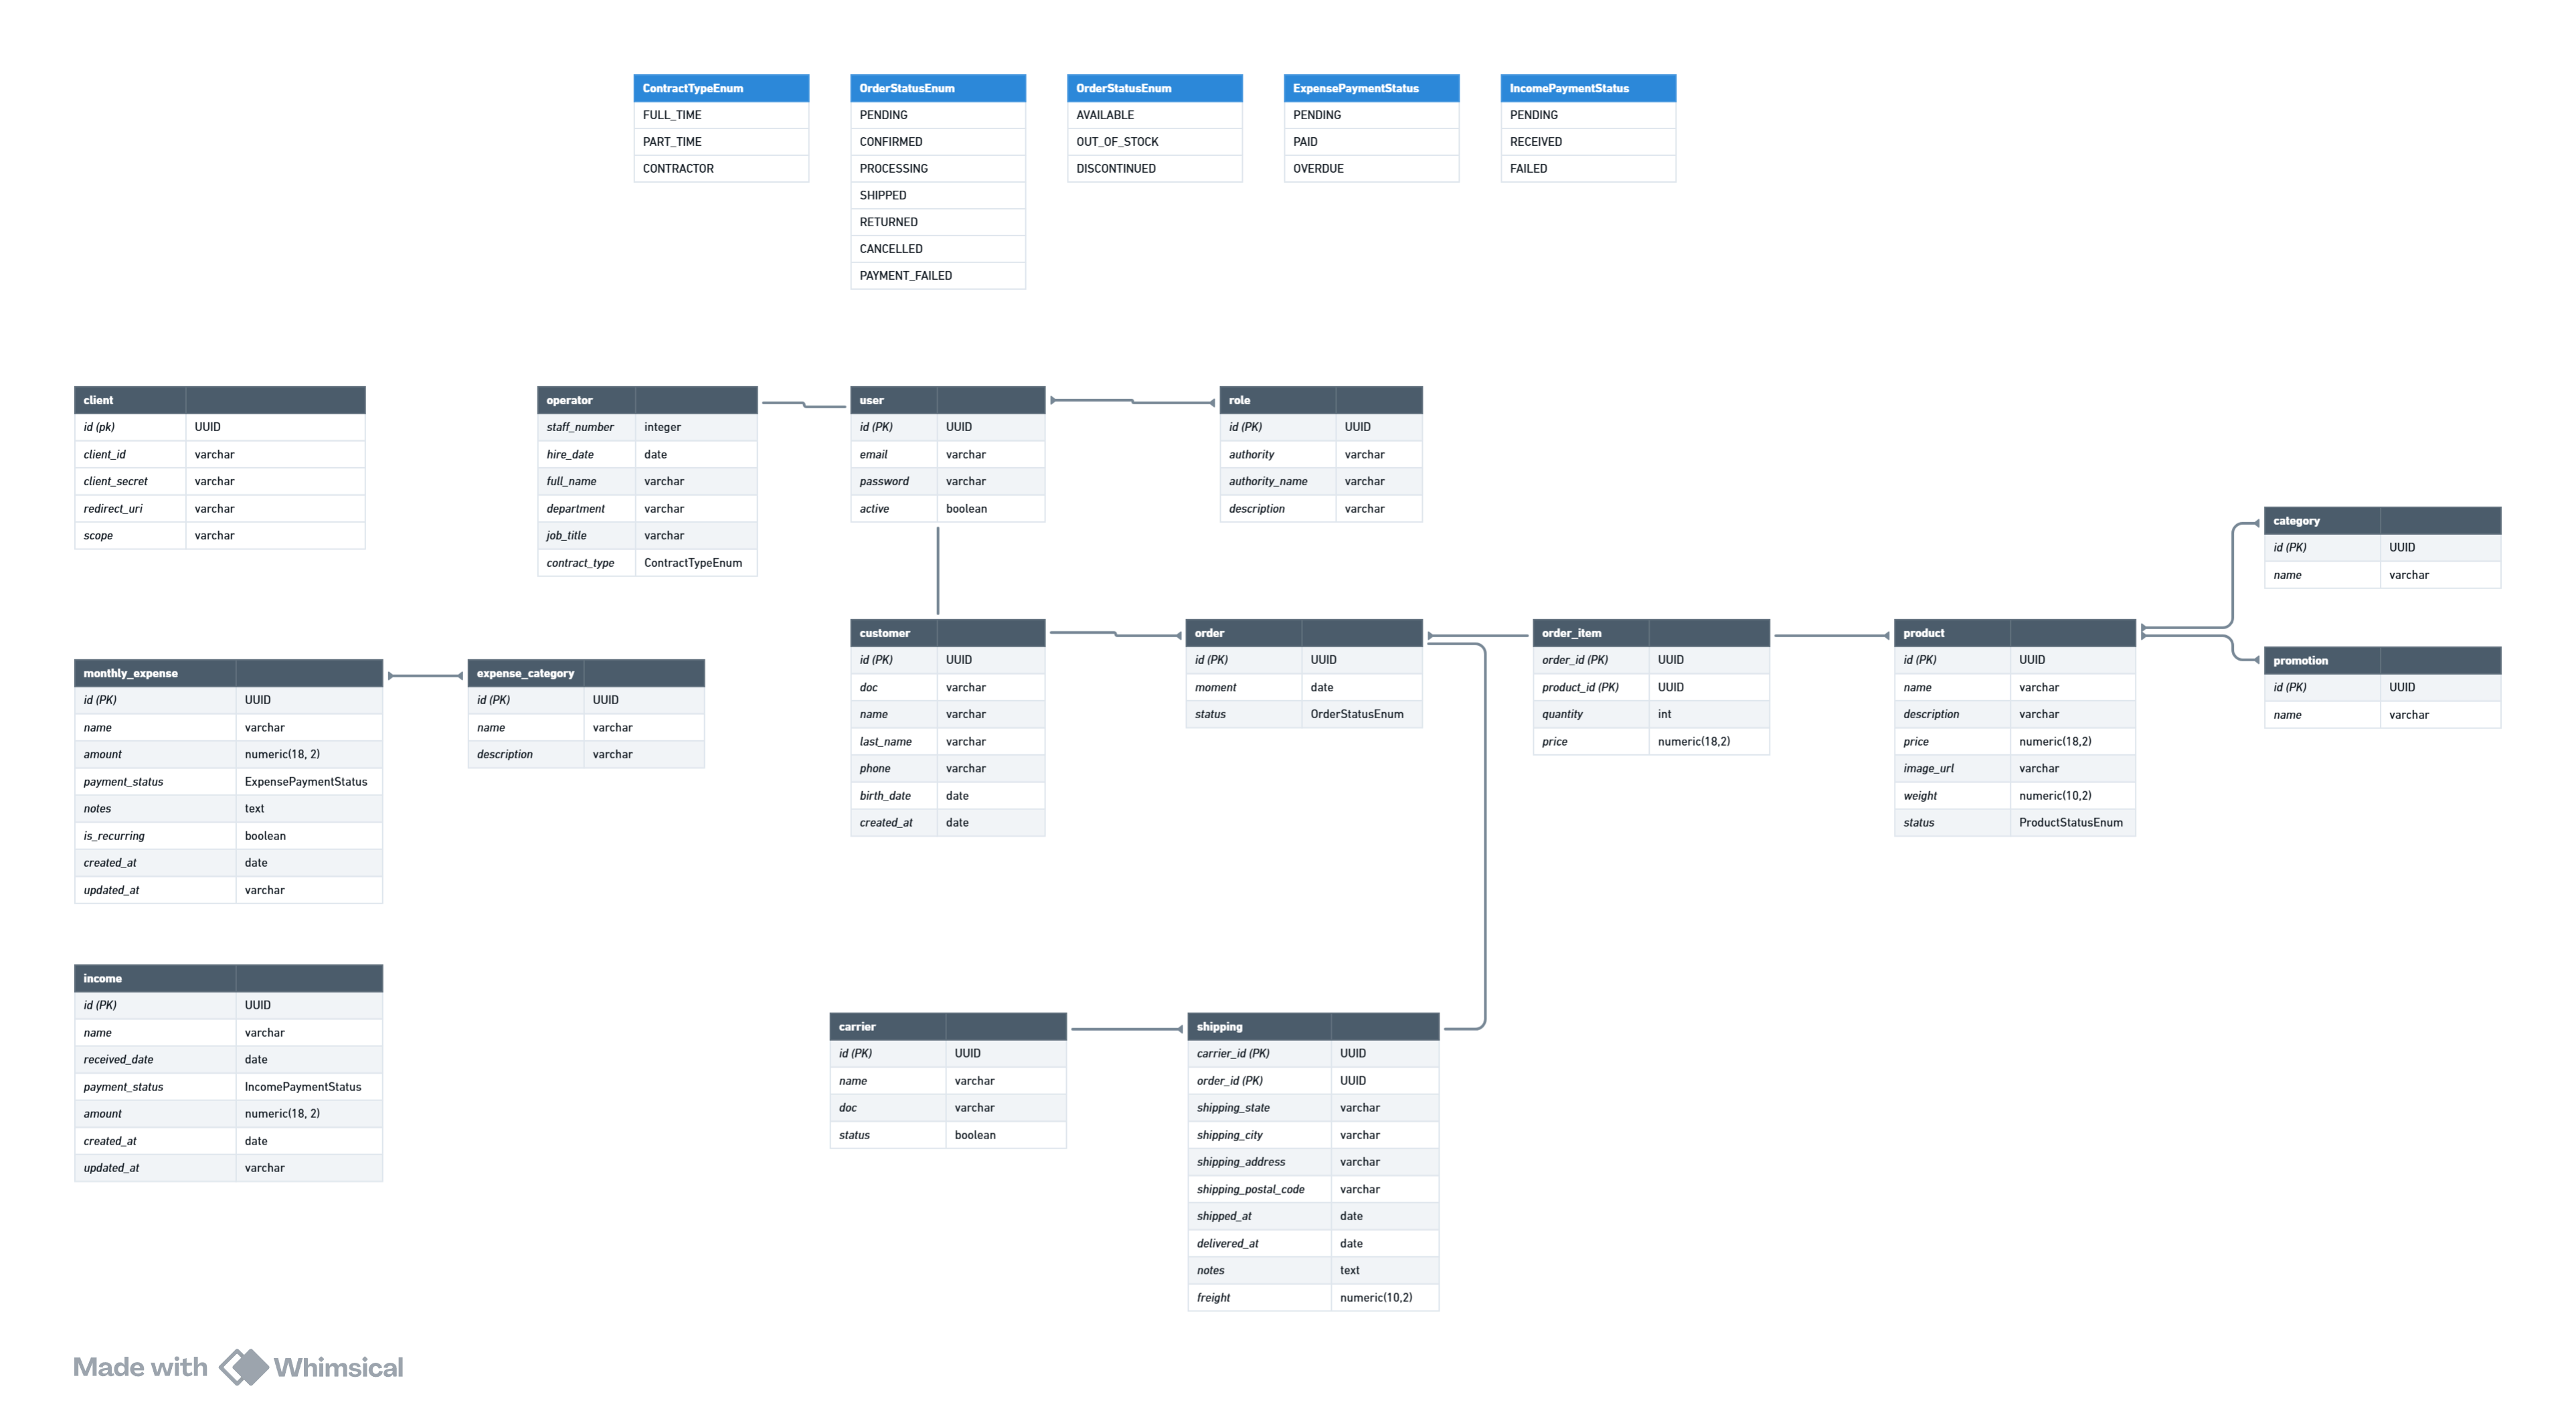 ContractTypeEnum
FULL_TIME
PART_TIME
CONTRACTOR
OrderStatusEnum
PENDING
CONFIRMED
PROCESSING
SHIPPED
RETURNED
CANCELLED
PAYMENT_FAILED
OrderStatusEnum
AVAILABLE
OUT_OF_STOCK
DISCONTINUED
ExpensePaymentStatus
PENDING
PAID
OVERDUE
IncomePaymentStatus
PENDING
RECEIVED
FAILED
client
id (pk) UUID
client_id varchar
client_secret varchar
redirect_uri varchar
scope varchar
operator
staff_number integer
hire_date date
full_name varchar
department varchar
job_title varchar
contract_type ContractTypeEnum
user
id (PK) UUID
email varchar
password varchar
active boolean
role
id (PK) UUID
authority varchar
authority_name varchar
description varchar
category
id (PK) UUID
name varchar
monthly_expense
id (PK) UUID
name varchar
amount numeric(18, 2)
payment_status ExpensePaymentStatus
notes text
is_recurring boolean
created_at date
updated_at varchar
expense_category
id (PK) UUID
name varchar
description varchar
customer
id (PK) UUID
doc varchar
name varchar
last_name varchar
phone varchar
birth_date date
created_at date
order
id (PK) UUID
moment date
status OrderStatusEnum
order_item
order_id (PK) UUID
product_id (PK) UUID
quantity int
price numeric(18,2)
product
id (PK) UUID
name varchar
description varchar
price numeric(18,2)
image_url varchar
weight numeric(10,2)
status ProductStatusEnum
promotion
id (PK) UUID
name varchar
income
id (PK) UUID
name varchar
received_date date
payment_status IncomePaymentStatus
amount numeric(18, 2)
created_at date
updated_at varchar
carrier
id (PK) UUID
name varchar
doc varchar
status boolean
shipping
carrier_id (PK) UUID
order_id (PK) UUID
shipping_state varchar
shipping_city varchar
shipping_address varchar
shipping_postal_code varchar
shipped_at date
delivered_at date
notes text
freight numeric(10,2)
Made with Whimsical